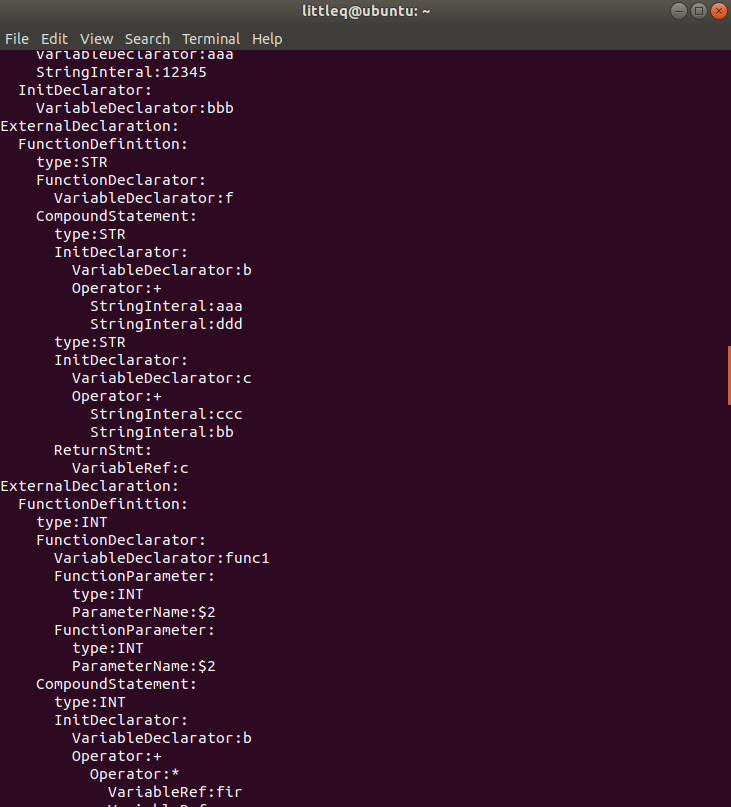 littleq@ubuntu: ~
File Edit View Search Terminal Help
VariableDeclarator:aaa
StringInteral:12345
InitDeclarator:
VariableDeclarator:bbb
ExternalDeclaration:
FunctionDefinition:
type:STR
FunctionDeclarator:
VariableDeclarator:f
CompoundStatement:
type:STR
InitDeclarator:
VariableDeclarator:b
Operator:+
StringInteral:aaa
StringInteral:ddd
type:STR
InitDeclarator:
VariableDeclarator:c
Operator:+
StringInteral:ccc
StringInteral:bb
ReturnStmt:
VariableRef:c
ExternalDeclaration:
FunctionDefinition:
type:INT
FunctionDeclarator:
VariableDeclarator:func1
FunctionParameter:
type:INT
ParameterName:$2
FunctionParameter:
type:INT
ParameterName:$2
CompoundStatement:
type:INT
InitDeclarator:
VariableDeclarator:b
Operator:+
Operator:*
VariableRef:fir